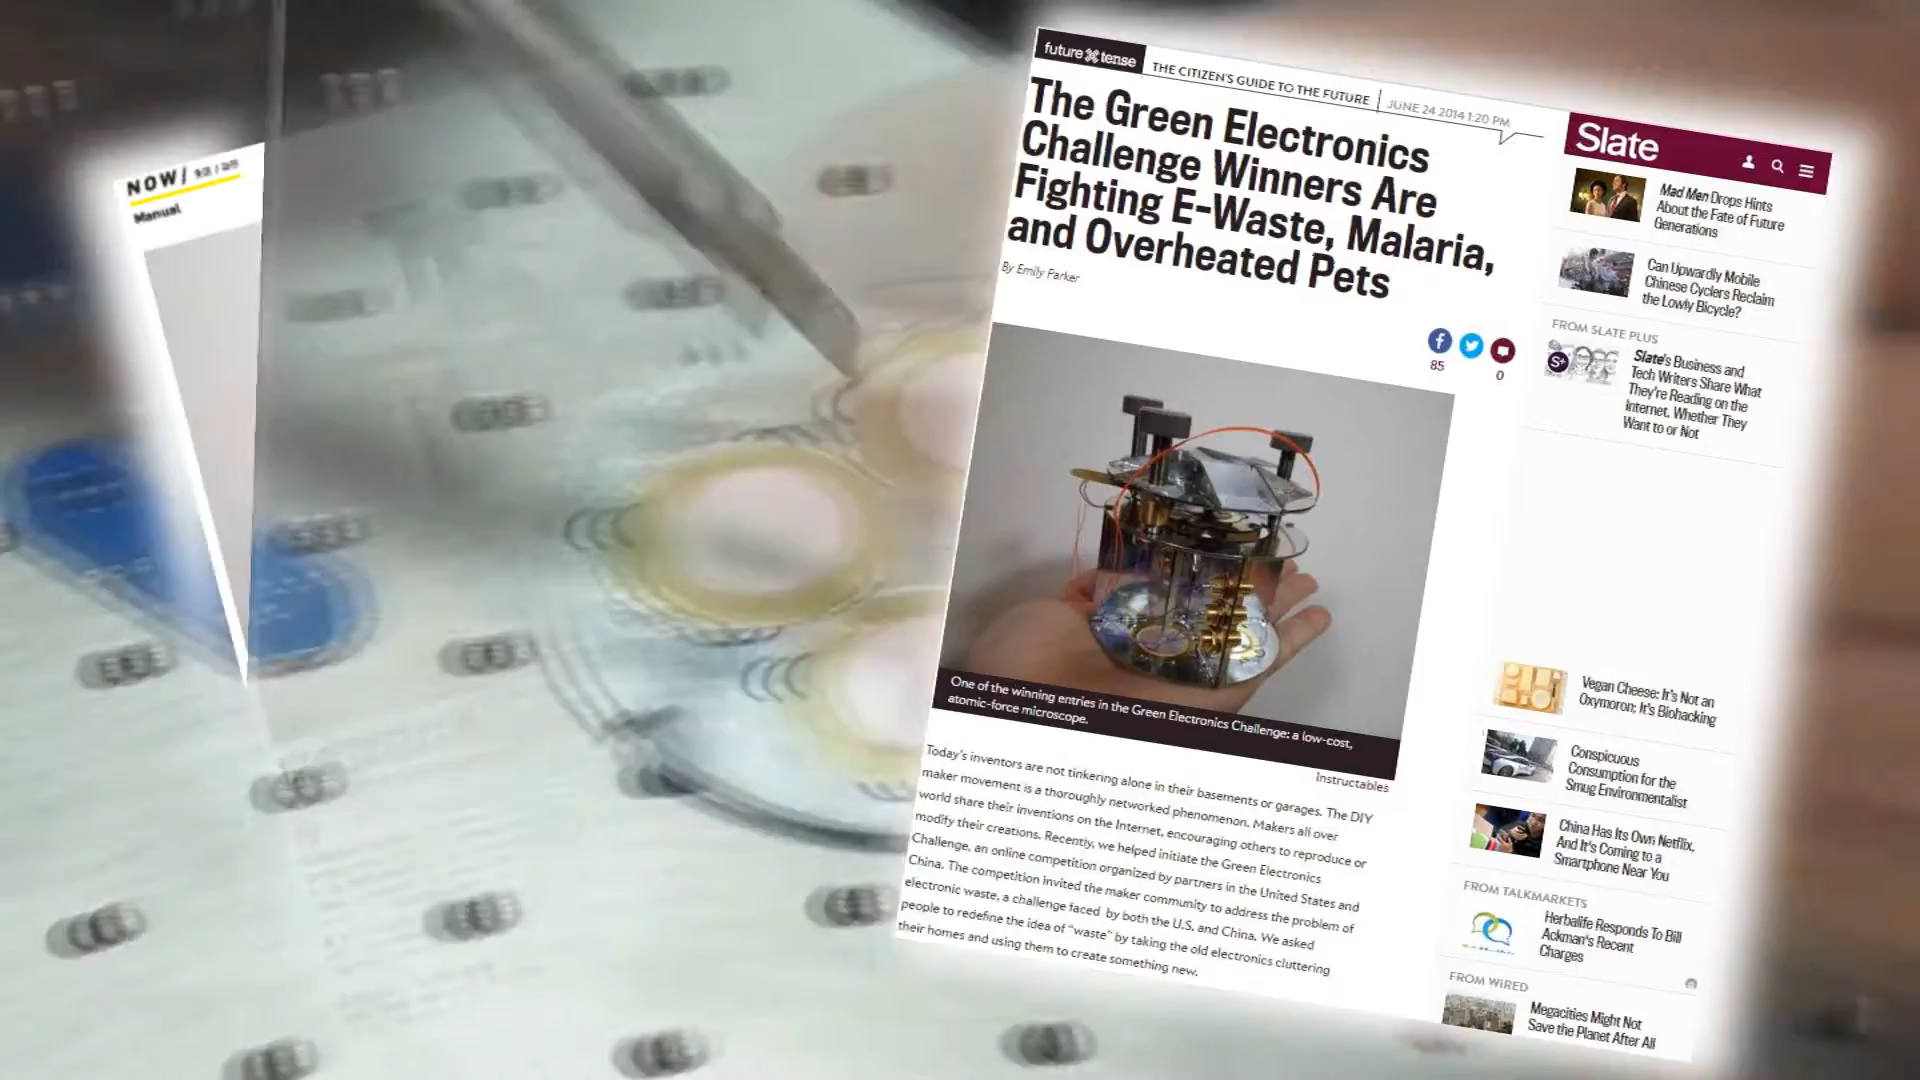 NOW/
Manual
future tense
THE CITIZEN'S GUIDE TO THE FUTURE
JUNE 24 2014 1:20 PM
The Green Electronics
Challenge Winners Are
Fighting E-Waste, Malaria,
and Overheated Pets
By Emily Parker
85
0
One of the winning entries in the Green Electronics Challenge: a low-cost,
atomic-force microscope.
Instructables
Today's inventors are not tinkering alone in their basements or garages. The DIY
maker movement is a thoroughly networked phenomenon. Makers all over
world share their inventions on the Internet, encouraging others to reproduce or
modify their creations. Recently, we helped initiate the Green Electronics
Challenge, an online competition organized by partners in the United States and
China. The competition invited the maker community to address the problem of
electronic waste, a challenge faced by both the U.S. and China. We asked
people to redefine the idea of "waste" by taking the old electronics cluttering
their homes and using them to create something new.
Slate
Mad Men Drops Hints
About the Fate of Future
Generations
Can Upwardly Mobile
Chinese Cyclers Reclaim
the Lowly Bicycle?
FROM SLATE PLUS
S+
Slate's Business and
Tech Writers Share What
They're Reading on the
Internet, Whether They
Want to or Not
Vegan Cheese: It's Not an
Oxymoron; It's Biohacking
Conspicuous
Consumption for the
Smug Environmentalist
China Has Its Own Netflix,
And It's Coming to a
Smartphone Near You
FROM TALKMARKETS
Herbalife Responds To Bill
Ackman's Recent
Charges
FROM WIRED
Megacities Might Not
Save the Planet After All